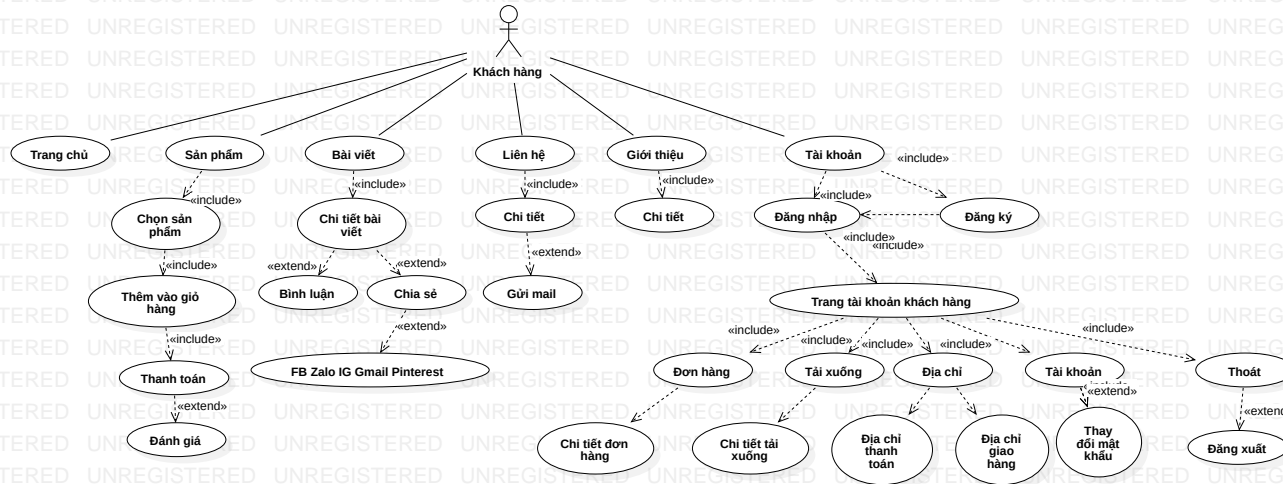 Khách hàng
Trang chủ
Sản phẩm
Bài viết
Liên hệ
Giới thiệu
Tài khoản
«include»
«include»
«include»
«include»
«include»
«include»
Chọn sản
phẩm
Chi tiết bài
viết
Chi tiết
Chi tiết
Đăng nhập
Đăng ký
«include»
«include»
«include»
«extend»
«extend»
«extend»
Bình luận
Chia sẻ
Gửi mail
Thêm vào giỏ
hàng
Trang tài khoản khách hàng
«include»
«extend»
«include»
«include»
«include»
«include»
«include»
FB Zalo IG Gmail Pinterest
Thanh toán
Đơn hàng
Tải xuống
Địa chỉ
Tài khoản
Thoát
«extend»
«extend»
«extend»
Đánh giá
Chi tiết đơn
hàng
Chi tiết tải
xuống
Địa chỉ
thanh
toán
Địa chỉ
giao
hàng
Thay
đổi mật
khẩu
Đăng xuất
UNREGISTERED